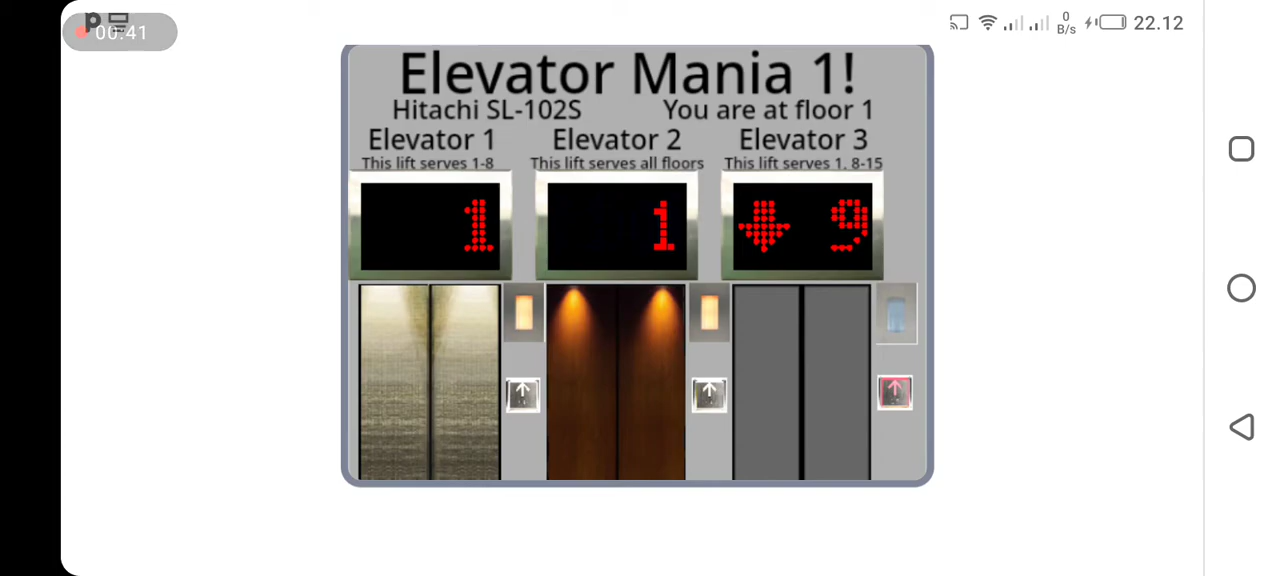 00:41
0
B/s
22.12
Elevator Mania 1!
Hitachi SL-102S You are at floor 1
Elevator 1 Elevator 2 Elevator 3
This lift serves 1-8 This lift serves all floors This lift serves 1. 8-15
1 1 9